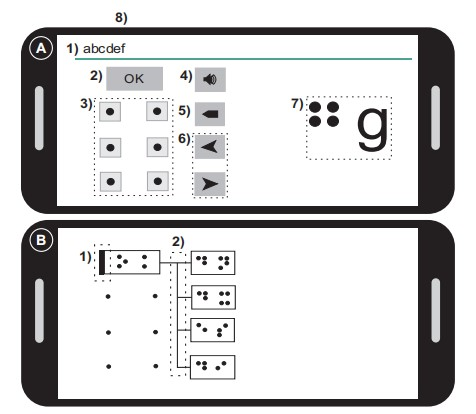 8)
A
1) abcdef
2) OK 4)
3) 5)
6)
7) g
B
1) 2)